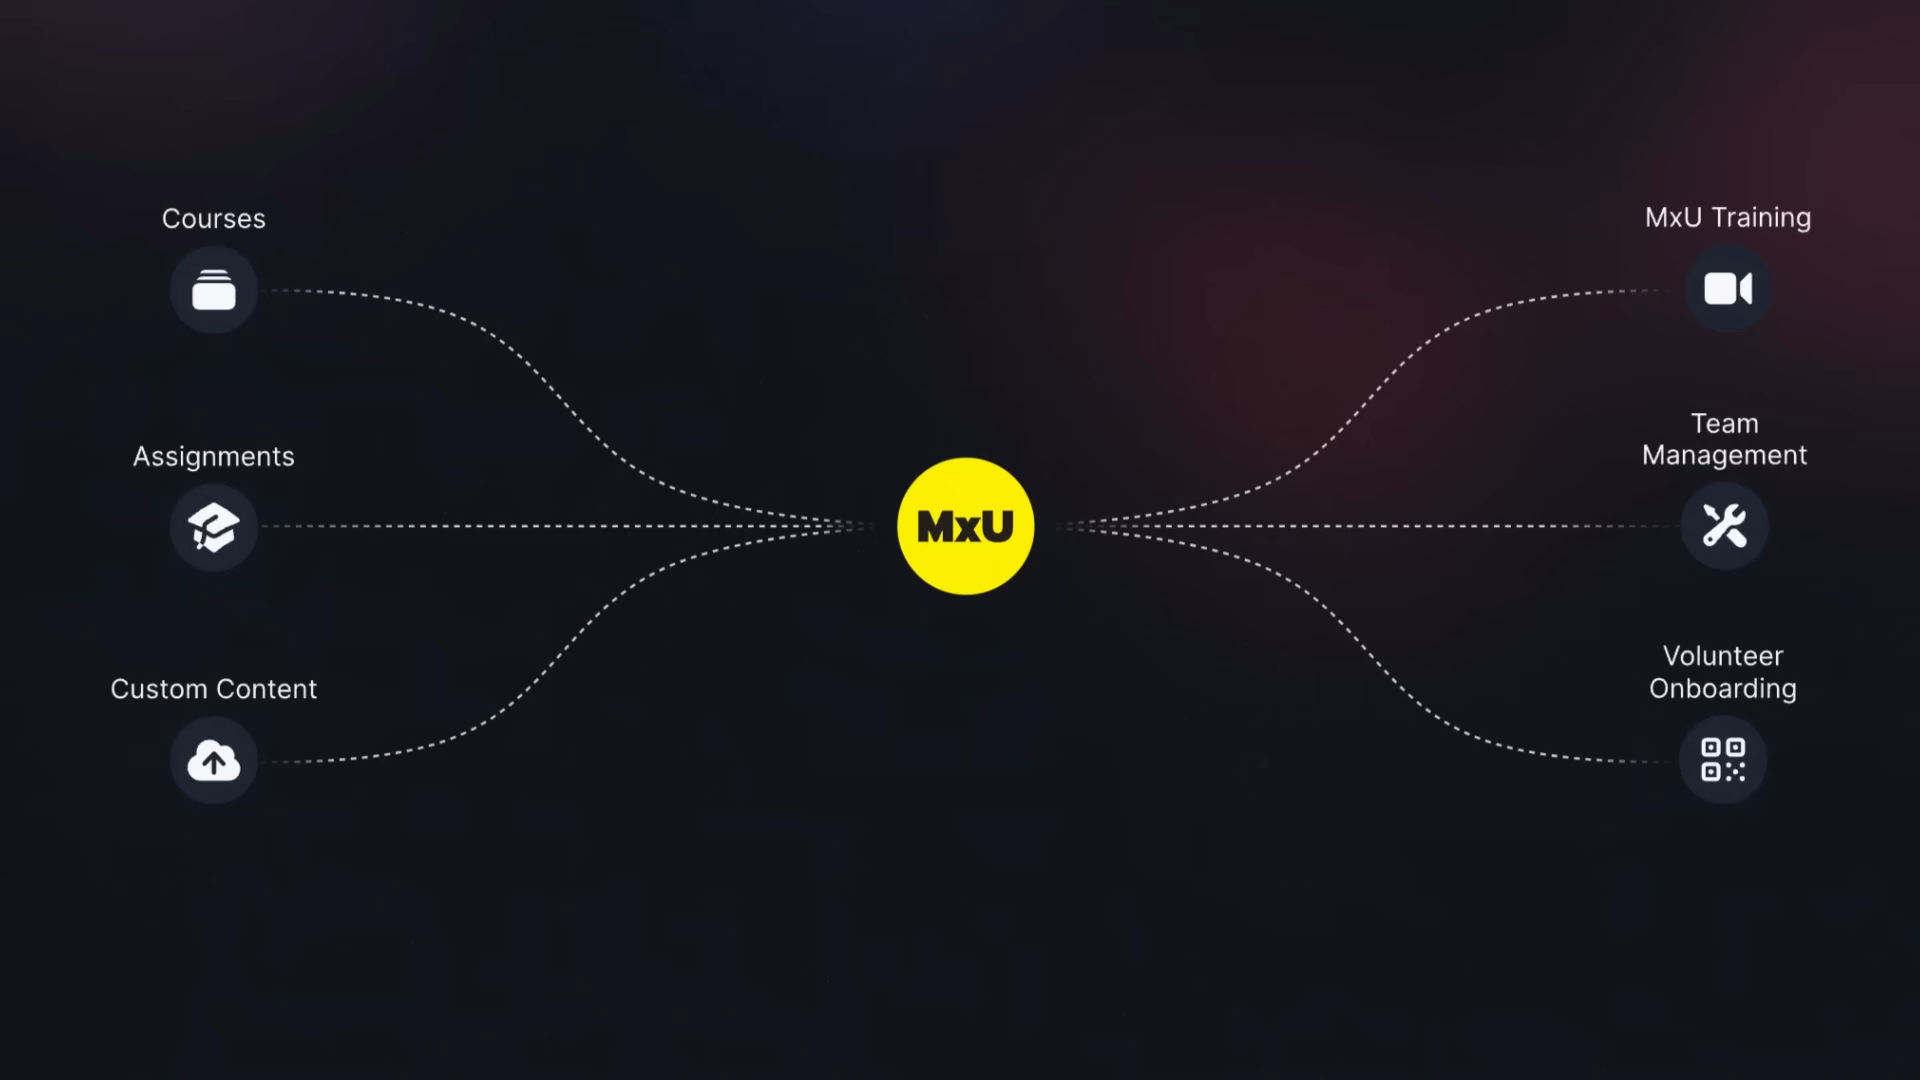 Courses
Assignments
Custom Content
MxU
MxU Training
Team
Management
Volunteer
Onboarding